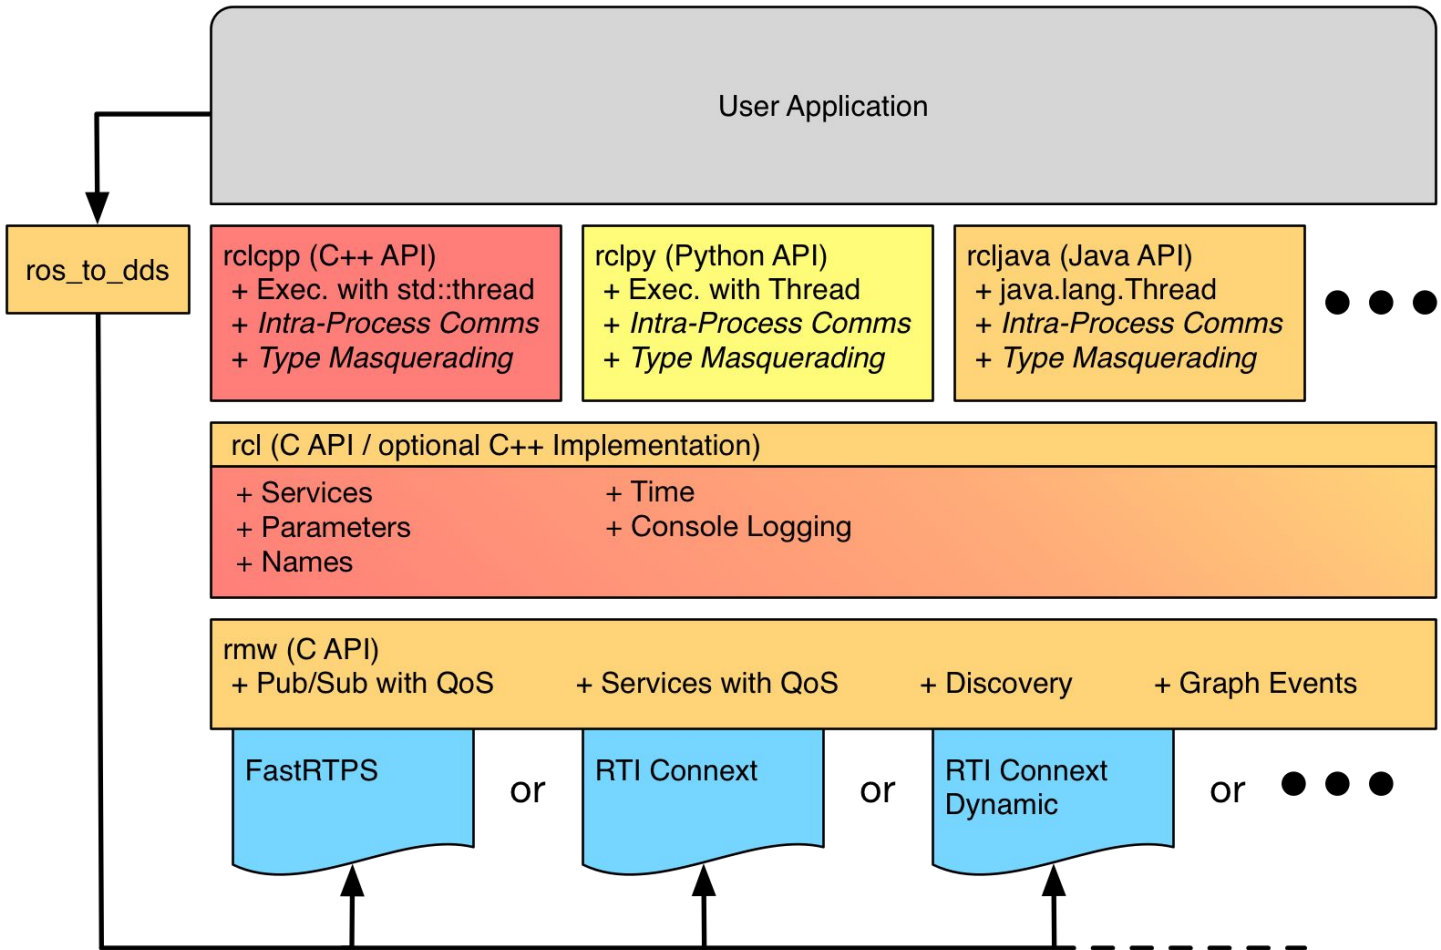 User Application
ros_to_dds
rclcpp (C++ API)
+ Exec. with std::thread
+ Intra-Process Comms
+ Type Masquerading
rclpy (Python API)
+ Exec. with Thread
+ Intra-Process Comms
+ Type Masquerading
rcljava (Java API)
+ java.lang.Thread
+ Intra-Process Comms
+ Type Masquerading
rcl (C API / optional C++ Implementation)
+ Services
+ Parameters
+ Names
+ Time
+ Console Logging
rmw (C API)
+ Pub/Sub with QoS
+ Services with QoS
+ Discovery
+ Graph Events
FastRTPS
or
RTI Connext
or
RTI Connext
Dynamic
or